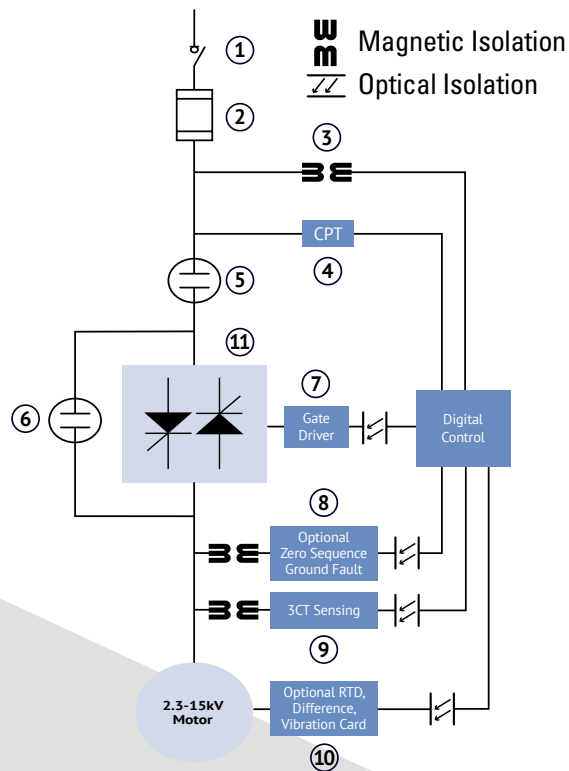 1
Magnetic Isolation
Optical Isolation
2
3
CPT
4
5
11
7
6
Gate
Driver
Digital
Control
8
Optional
Zero Sequence
Ground Fault
3CT Sensing
9
2.3-15kV
Motor
Optional RTD,
Difference,
Vibration Card
10